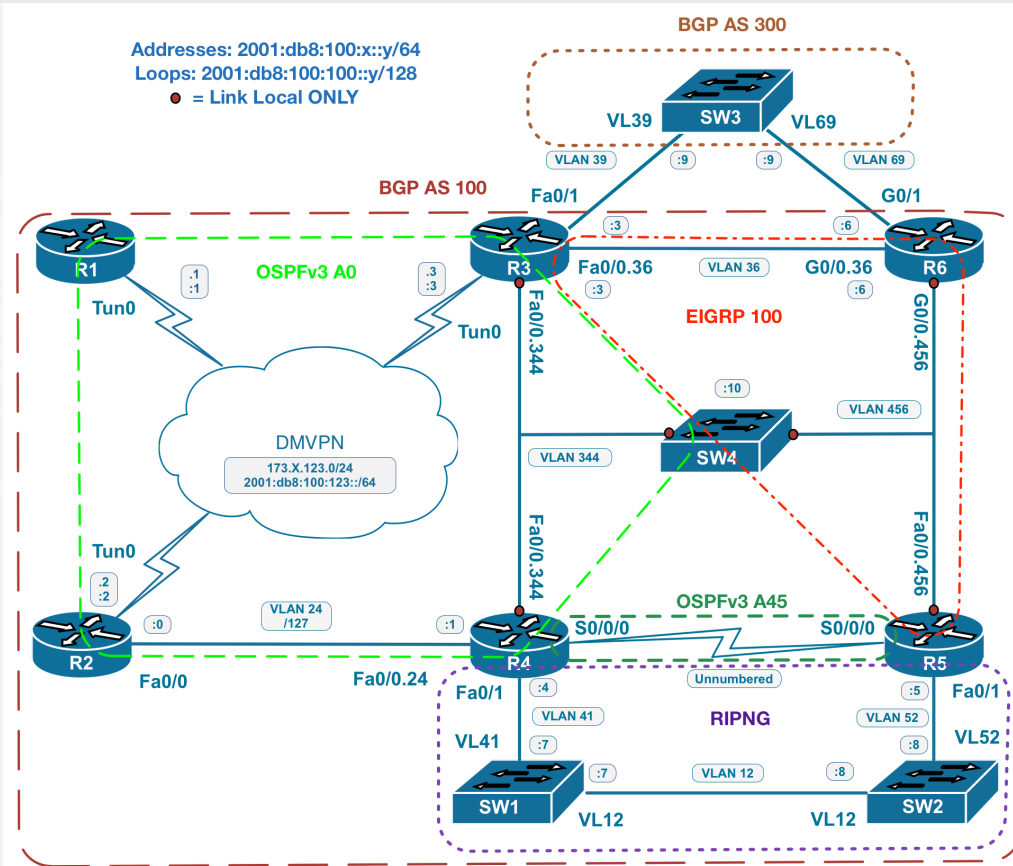 BGP AS 300
Addresses: 2001:db8:100:x::y/64
Loops: 2001:db8:100:100::y/128
= Link Local ONLY
SW3
VL39
VL69
VLAN 39
:9
:9
VLAN 69
BGP AS 100
Fa0/1
G0/1
R1
.1
:1
OSPFv3 A0
.3
:3
R3
:3
:6
R6
Fa0/0.36
VLAN 36
G0/0.36
:3
:6
Tun0
Tun0
Fa0/0.344
EIGRP 100
G0/0.456
:10
VLAN 456
DMVPN
173.X.123.0/24
2001:db8:100:123::/64
VLAN 344
SW4
Tun0
Fa0/0.344
Fa0/0.456
.2
:2
VLAN 24
/127
OSPFv3 A45
:0
:1
S0/0/0
S0/0/0
R2
R4
R5
Fa0/0
Fa0/0.24
Unnumbered
Fa0/1
:4
:5
Fa0/1
VLAN 41
RIPNG
VLAN 52
VL41
:7
:8
VL52
:7
VLAN 12
:8
SW1
SW2
VL12
VL12